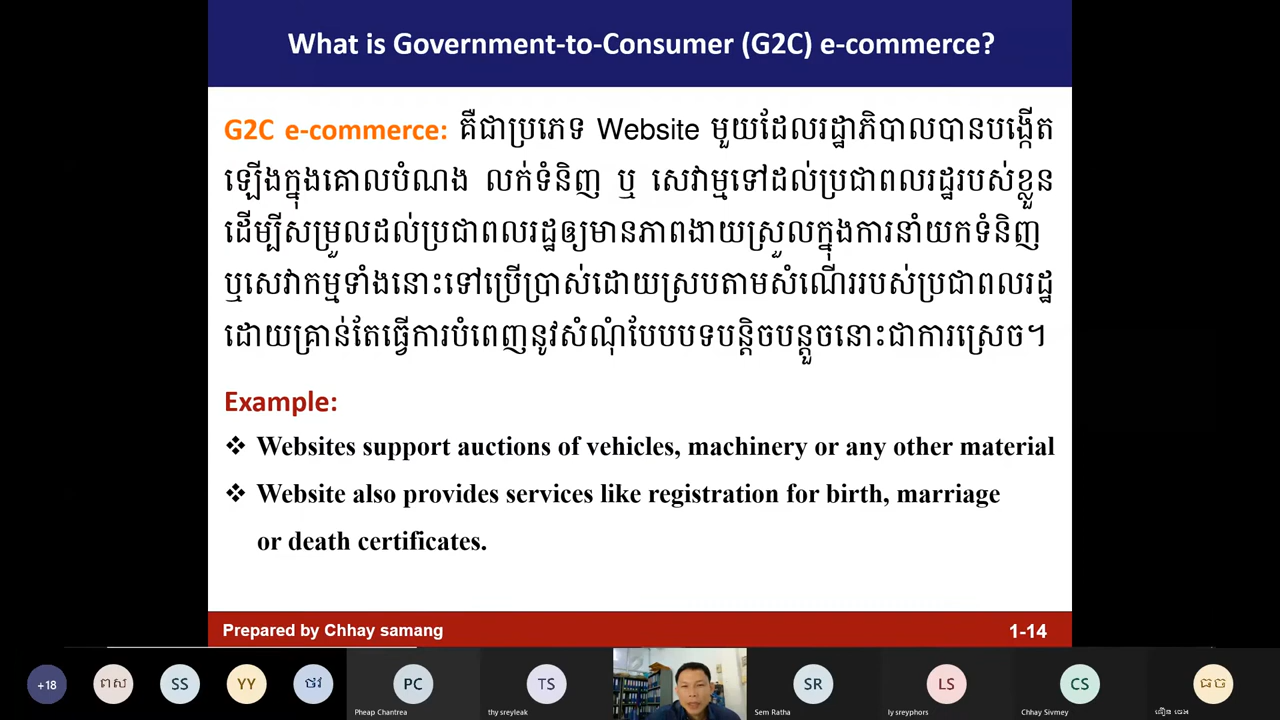 What is Government-to-Consumer (G2C) e-commerce?
G2C e-commerce: គឺជាប្រភេទ Website មួយដែលរដ្ឋាភិបាលបានបង្កើត
ឡើងក្នុងគោលបំណង លក់ទំនិញ ឬ សេវាម្មទៅដល់ប្រជាពលរដ្ឋរបស់ខ្លួន
ដើម្បីសម្រួលដល់ប្រជាពលរដ្ឋឲ្យមានភាពងាយស្រួលក្នុងការនាំយកទំនិញ
ឬសេវាកម្មទាំងនោះទៅប្រើប្រាស់ដោយស្របតាមសំណើររបស់ប្រជាពលរដ្ឋ
ដោយគ្រាន់តែធ្វើការបំពេញនូវសំណុំបែបបទបន្តិចបន្តួចនោះជាការស្រេច។
Example:
❖ Websites support auctions of vehicles, machinery or any other material
❖ Website also provides services like registration for birth, marriage
or death certificates.
Prepared by Chhay samang 1-14
+18 ពស SS YY ថវ PC TS SR LS CS ធច
Pheap Chantrea thy sreyleak Sem Ratha ly sreyphors Chhay Sivmey